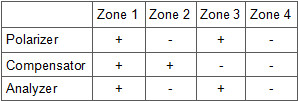 Zone 1 Zone 2 Zone 3 Zone 4
Polarizer + - + -
Compensator + + - -
Analyzer + - + -